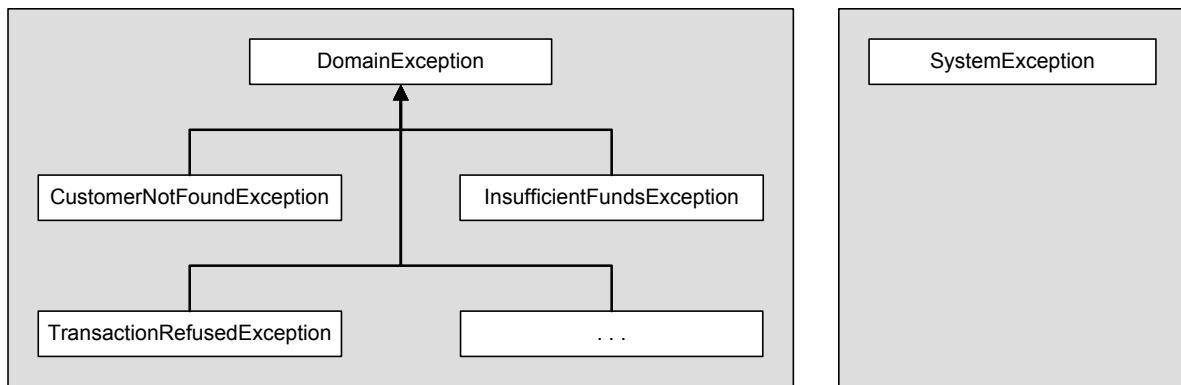 DomainException
SystemException
CustomerNotFoundException
InsufficientFundsException
TransactionRefusedException
. . .